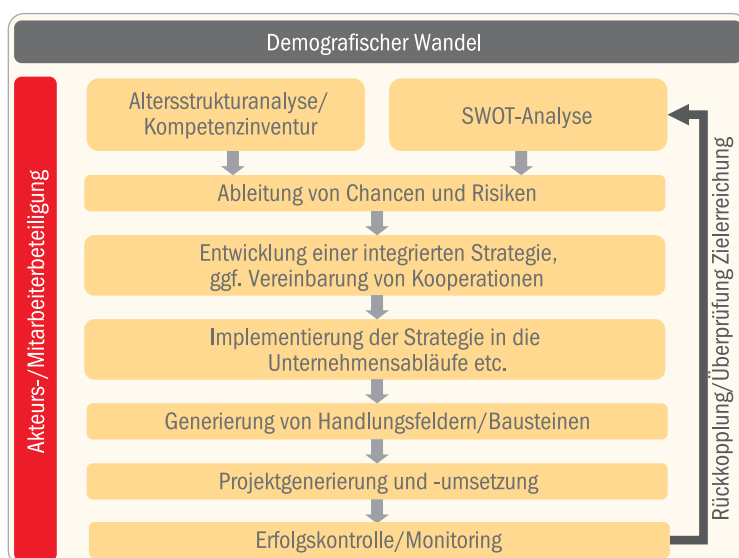 Demografischer Wandel
Akteurs-/Mitarbeiterbeteiligung
Altersstrukturanalyse/
Kompetenzinventur
SWOT-Analyse
Ableitung von Chancen und Risiken
Entwicklung einer integrierten Strategie,
ggf. Vereinbarung von Kooperationen
Implementierung der Strategie in die
Unternehmensabläufe etc.
Generierung von Handlungsfeldern/Bausteinen
Projektgenerierung und -umsetzung
Erfolgskontrolle/Monitoring
Rückkopplung/Überprüfung Zielerreichung